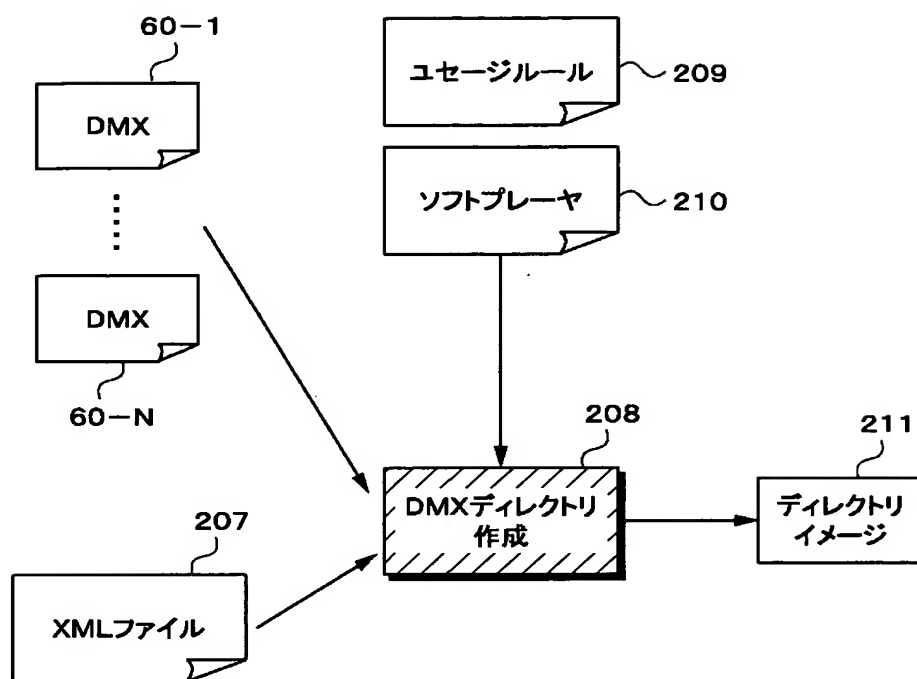 60-1
DMX
DMX
60-N
ユセージルール
209
ソフトプレーヤ
210
207
XMLファイル
208
DMXディレクトリ
作成
211
ディレクトリ
イメージ